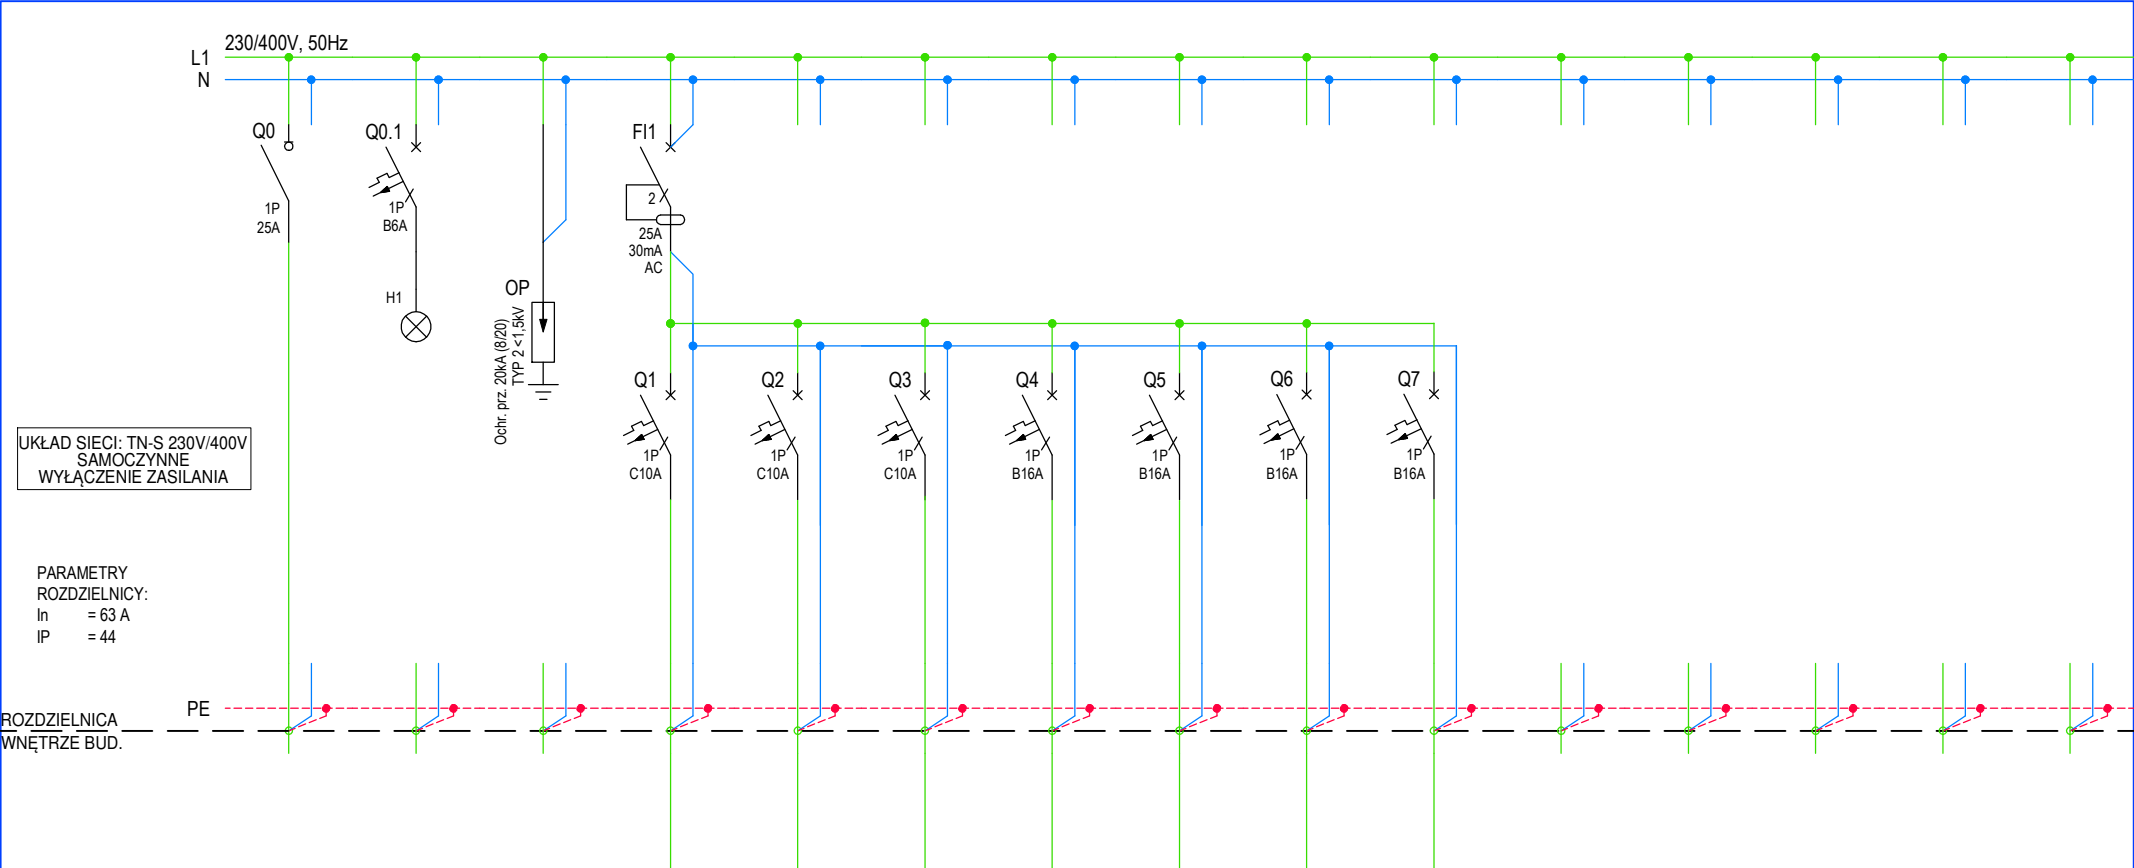 230/400V, 50Hz
L1
N
Q0
1P
25A
Q0.1
1P
B6A
H1
OP
Ochr. prz. 20kA (8/20)
TYP 2 <1,5kV
FI1
2
25A
30mA
AC
Q1
1P
C10A
Q2
1P
C10A
Q3
1P
C10A
Q4
1P
B16A
Q5
1P
B16A
Q6
1P
B16A
Q7
1P
B16A
UKŁAD SIECI: TN-S 230V/400V
SAMOCZYNNE
WYŁĄCZENIE ZASILANIA
PARAMETRY
ROZDZIELNICY:
In = 63 A
IP = 44
PE
ROZDZIELNICA
WNĘTRZE BUD.